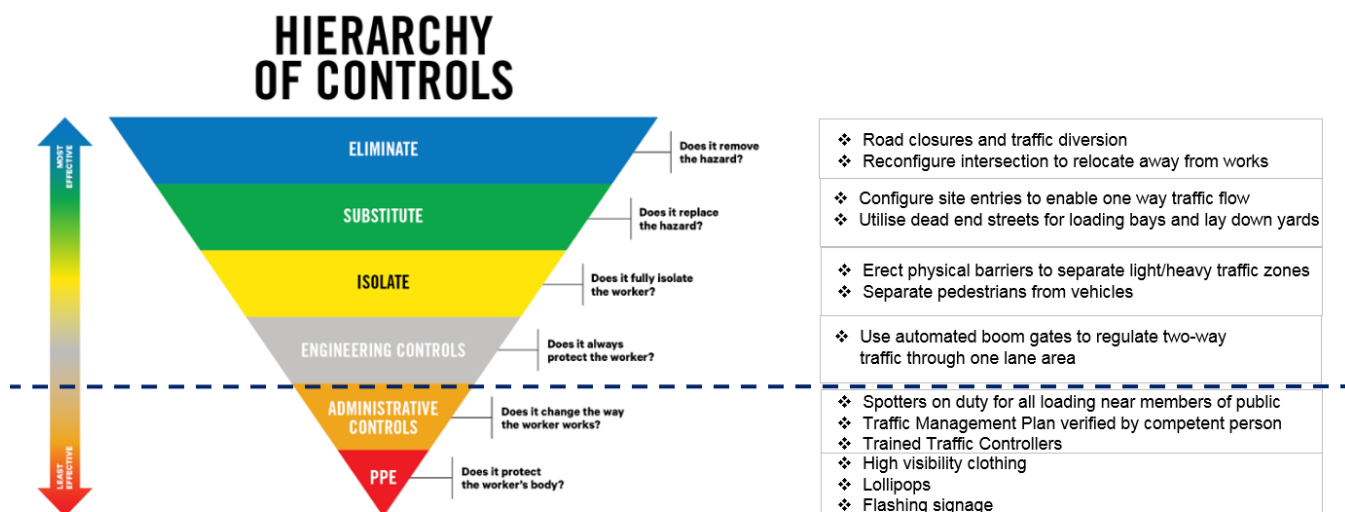 HIERARCHY
OF CONTROLS
MOST
EFFECTIVE
LEAST
EFFECTIVE
ELIMINATE
Does it remove
the hazard?
SUBSTITUTE
Does it replace
the hazard?
ISOLATE
Does it fully isolate
the worker?
ENGINEERING CONTROLS
Does it always
protect the worker?
ADMINISTRATIVE
CONTROLS
Does it change the way
the worker works?
PPE
Does it protect
the worker's body?
❖ Road closures and traffic diversion
❖ Reconfigure intersection to relocate away from works
❖ Configure site entries to enable one way traffic flow
❖ Utilise dead end streets for loading bays and lay down yards
❖ Erect physical barriers to separate light/heavy traffic zones
❖ Separate pedestrians from vehicles
❖ Use automated boom gates to regulate two-way
traffic through one lane area
❖ Spotters on duty for all loading near members of public
❖ Traffic Management Plan verified by competent person
❖ Trained Traffic Controllers
❖ High visibility clothing
❖ Lollipops
❖ Flashing signage